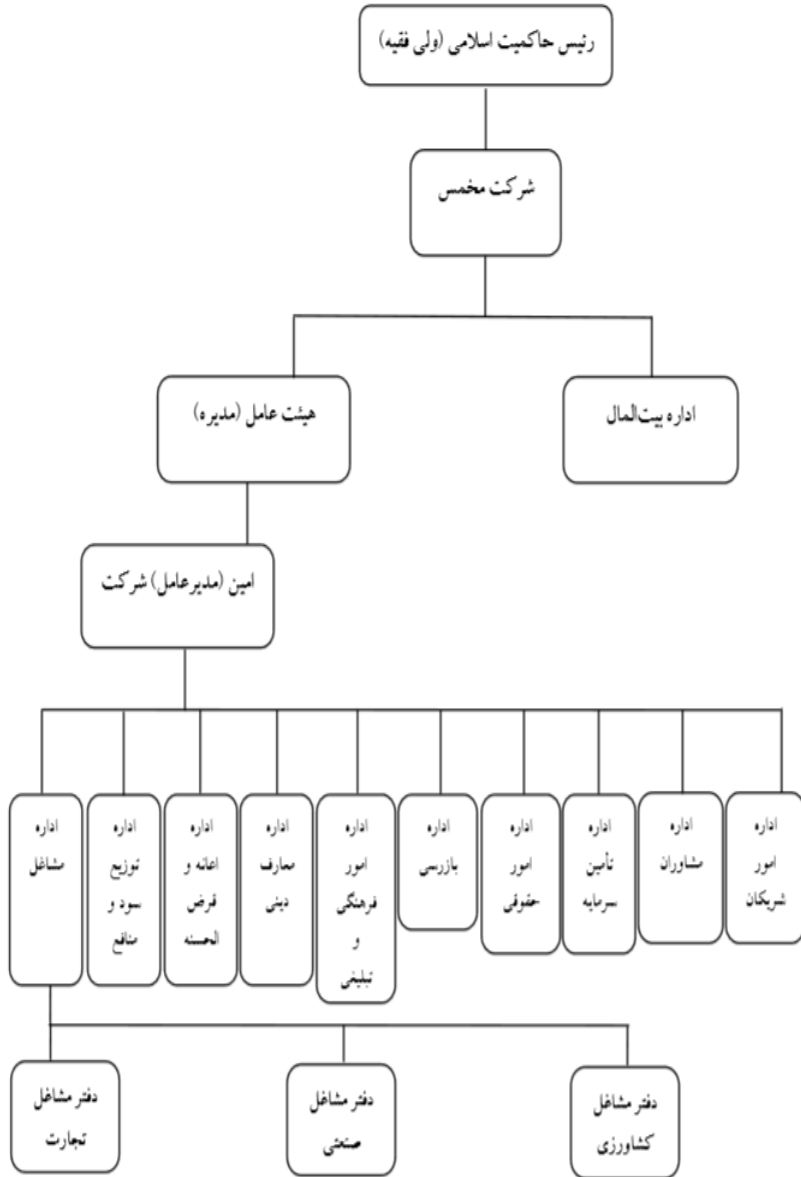 رئیس حاکمیت اسلامی (ولی فقیه)
شرکت مخمس
اداره بیت‌المال
هیئت عامل (مدیره)
امین (مدیرعامل) شرکت
اداره
امور
شریکان
اداره
مشاوران
اداره
تأمین
سرمایه
اداره
امور
حقوقی
اداره
بازرسی
اداره
امور
فرهنگی
و
تبلیغی
اداره
معارف
دینی
اداره
اعانه و
قرض
الحسنه
اداره
توزیع
سود و
منافع
اداره
مشاغل
دفتر مشاغل
کشاورزی
دفتر مشاغل
صنعتی
دفتر مشاغل
تجارت